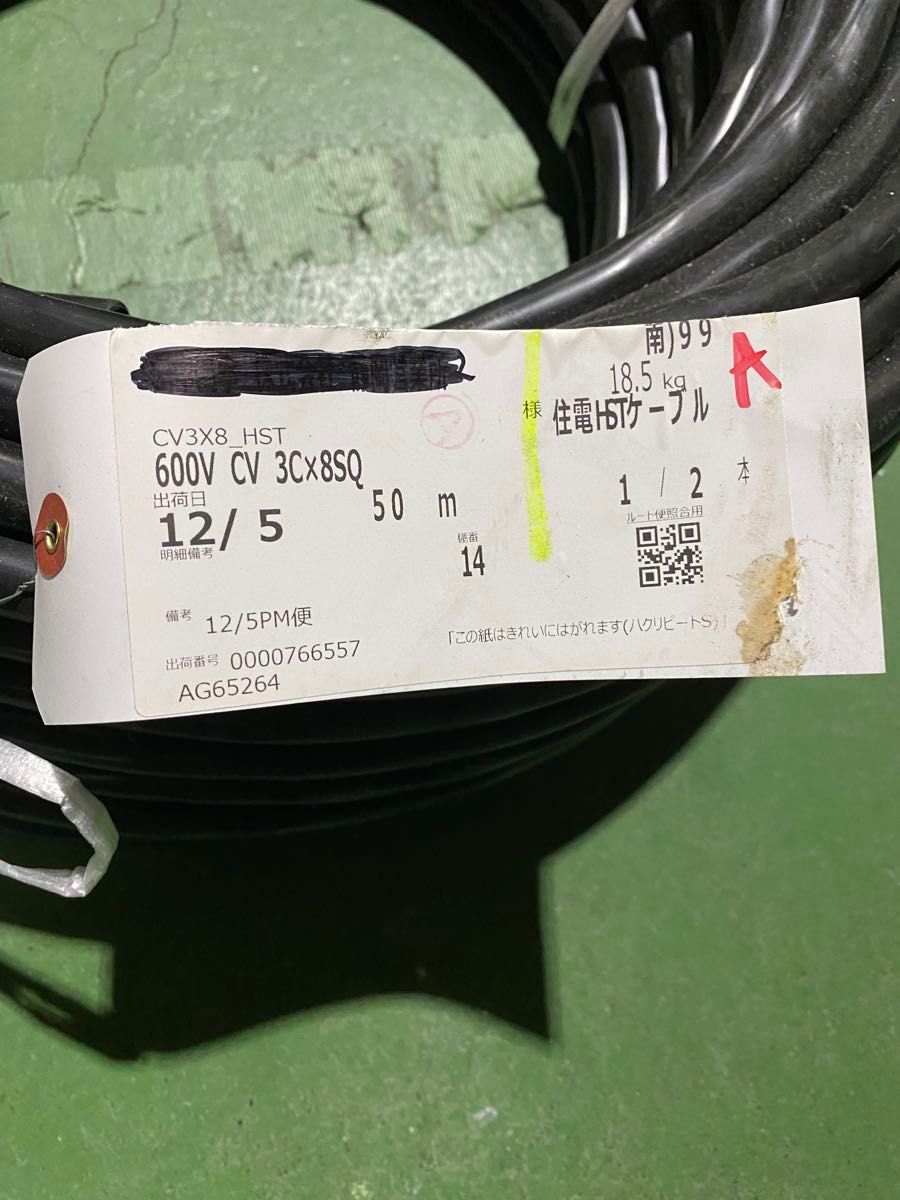 南)99
18.5 kg
様 住電HSTケーブル
A
CV3X8_HST
600V CV 3C×8SQ
50 m
1 / 2 本
出荷日
12/ 5
ルート便照合用
明細備考
棚番
14
備考 12/5PM便
「この紙はきれいにはがれます(ハクリピートS)」
出荷番号 0000766557
AG65264